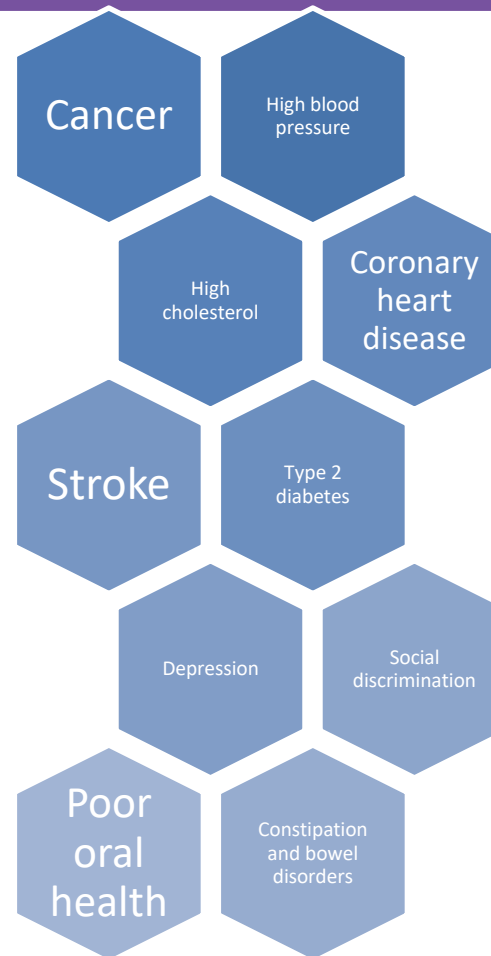 Cancer
High blood
pressure
High
cholesterol
Coronary
heart
disease
Stroke
Type 2
diabetes
Depression
Social
discrimination
Poor
oral
health
Constipation
and bowel
disorders